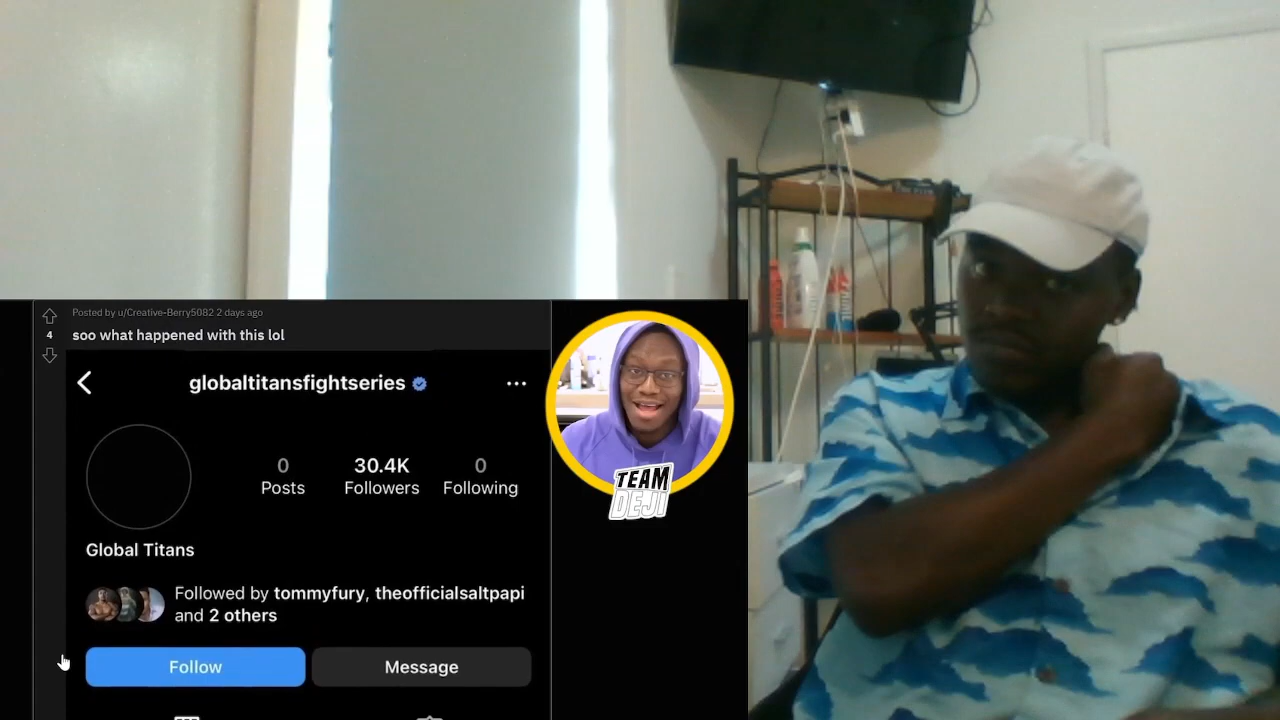 Posted by u/Creative-Berry5082 2 days ago
4
soo what happened with this lol
globaltitansfightseries
0 30.4K 0
Posts Followers Following
Global Titans
Followed by tommyfury, theofficialsaltpapi
and 2 others
Follow Message
TEAM
DEJI